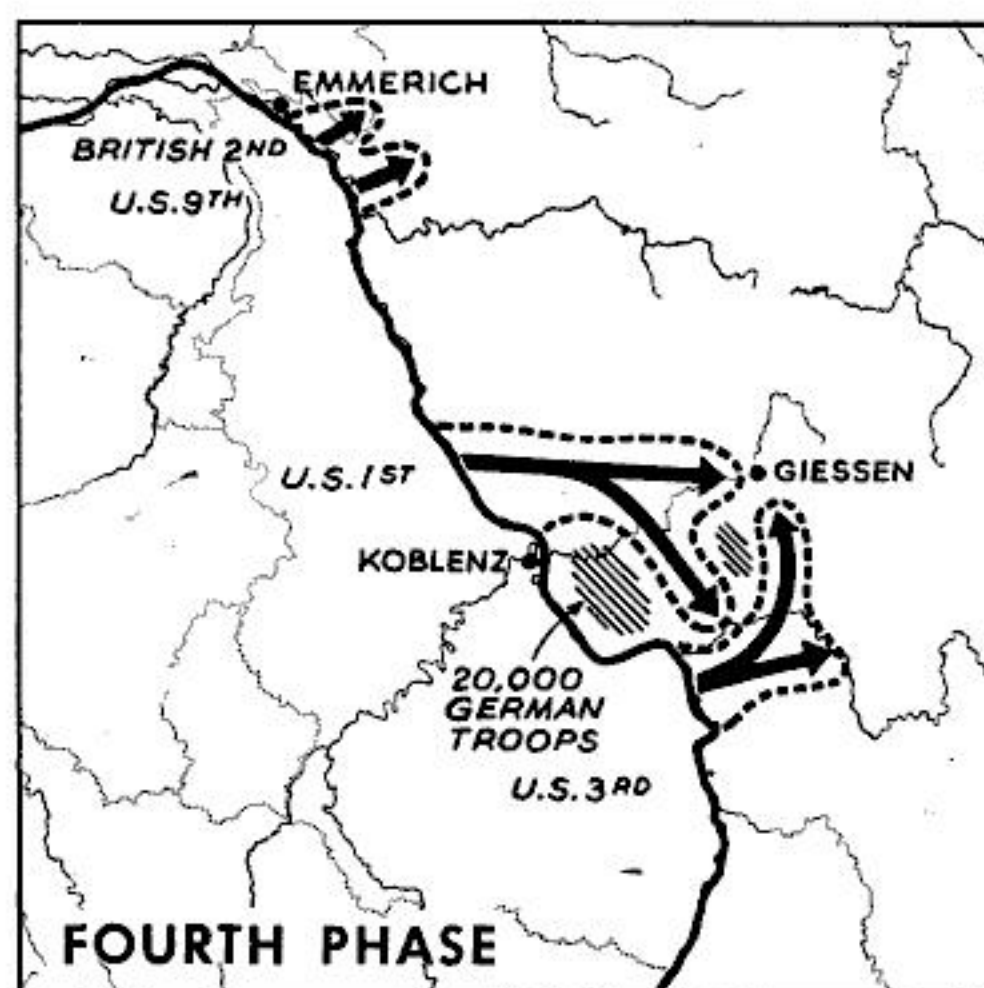 EMMERICH
BRITISH 2ND
U.S.9TH
U.S.1ST
GIESSEN
KOBLENZ
20,000
GERMAN
TROOPS
U.S.3RD
FOURTH PHASE